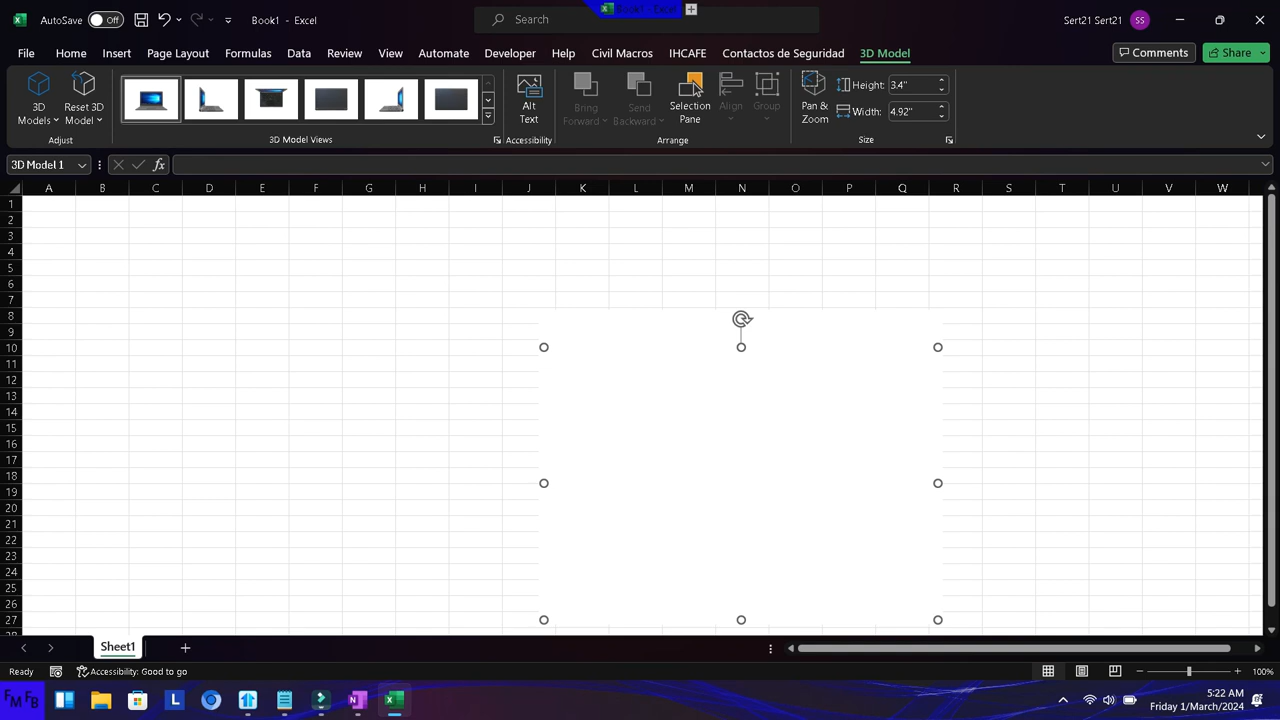 Book1 - Excel
AutoSave Off Book1 - Excel Search Sert21 Sert21 SS
File Home Insert Page Layout Formulas Data Review View Automate Developer Help Civil Macros IHCAFE Contactos de Seguridad 3D Model Comments Share
3D Models Reset 3D Model Alt Text Bring Forward Send Backward Selection Pane Align Group Pan & Zoom Height: 3.4"
Width: 4.92"
Adjust 3D Model Views Accessibility Arrange Size
3D Model 1 fx
A B C D E F G H I J K L M N O P Q R S T U V W
1
2
3
4
5
6
7
8
9
10
11
12
13
14
15
16
17
18
19
20
21
22
23
24
25
26
27
Sheet1
Ready Accessibility: Good to go 100%
FM FB L N 5:22 AM
Friday 1/March/2024